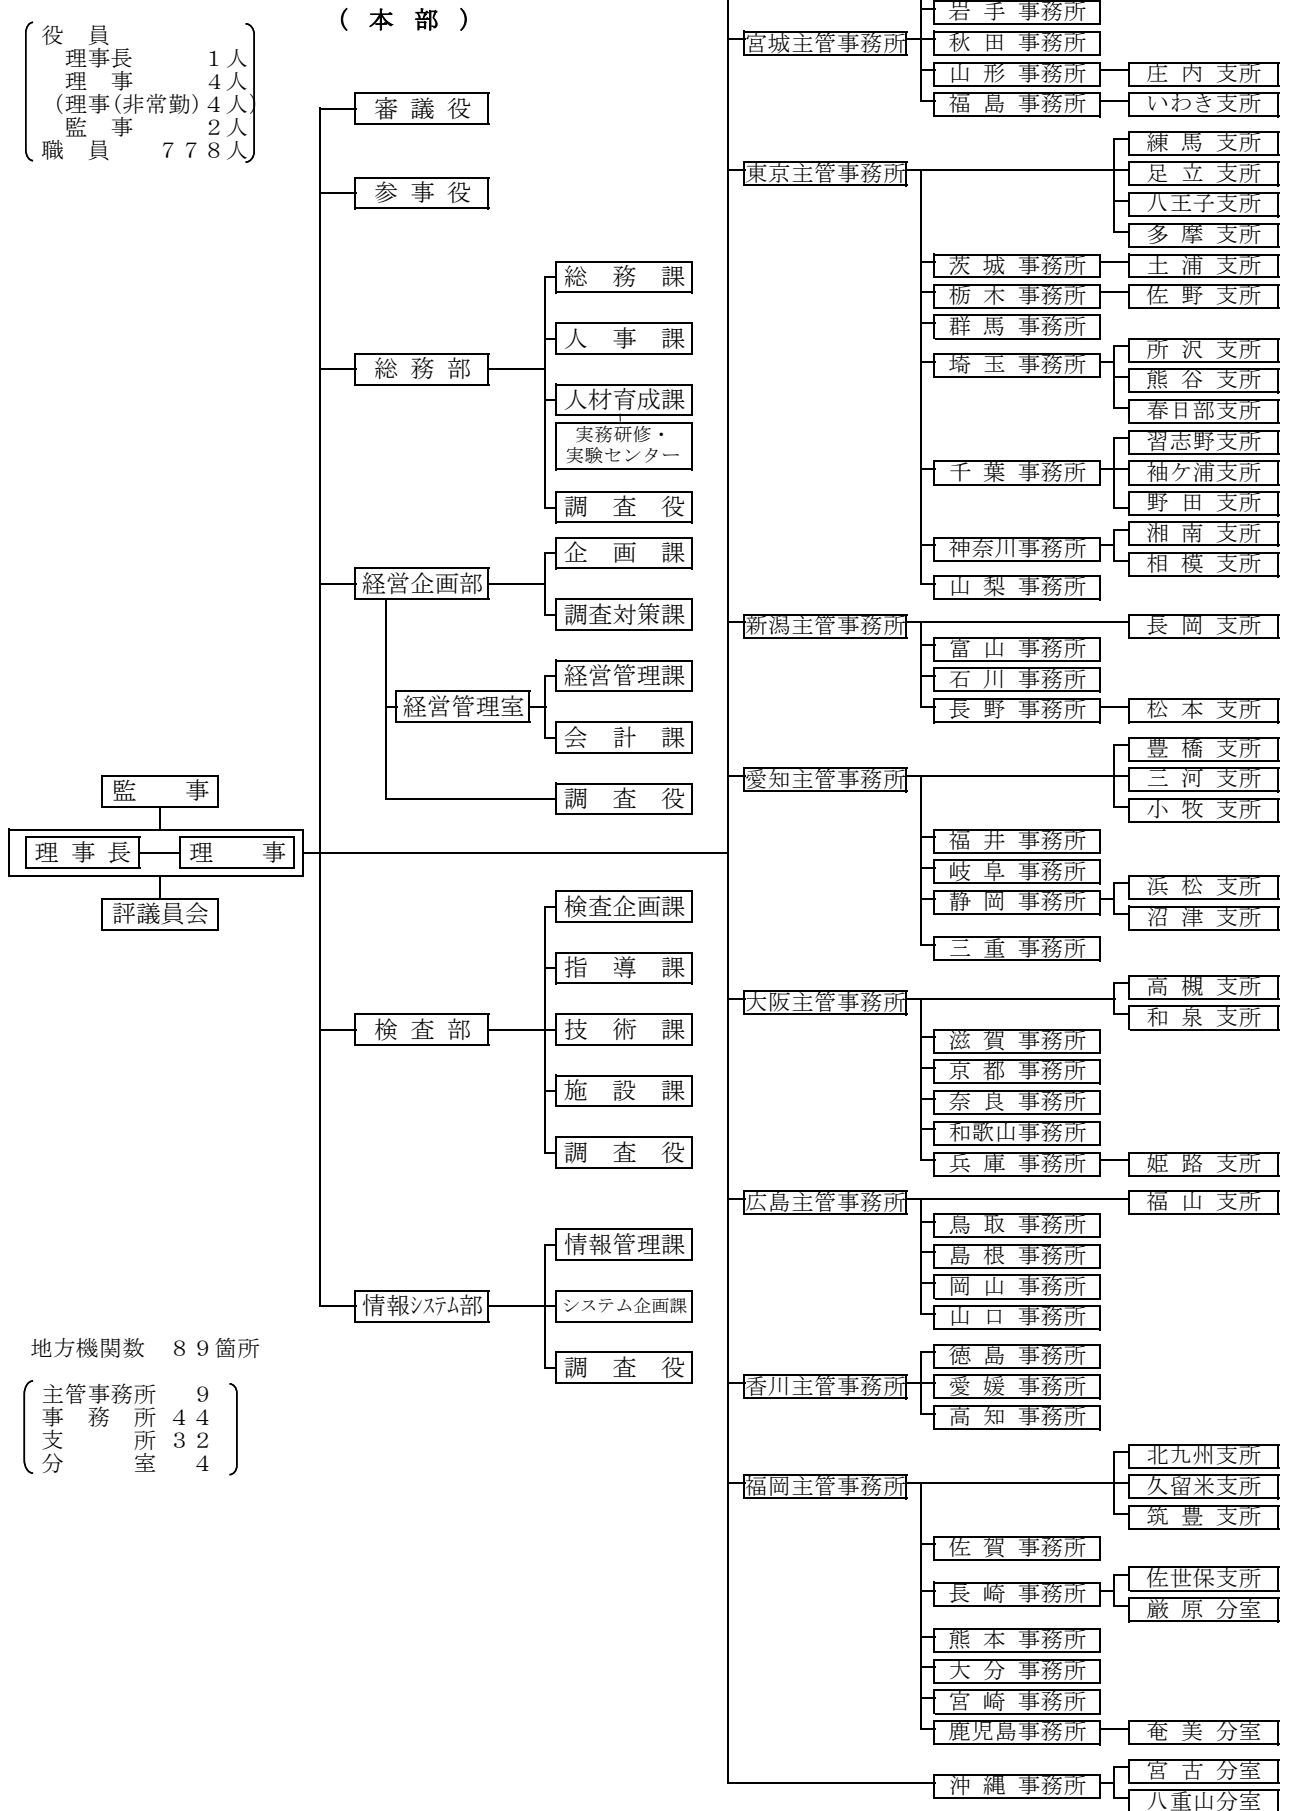 (本部)
役員
理事長 1人
理事 4人
(理事(非常勤)4人)
監事 2人
職員 778人
審議役
参事役
総務部
総務課
人事課
人材育成課
実務研修・
実験センター
調査役
経営企画部
企画課
調査対策課
経営管理室
経営管理課
会計課
調査役
監事
理事長
理事
評議員会
検査部
検査企画課
指導課
技術課
施設課
調査役
情報システム部
情報管理課
システム企画課
調査役
地方機関数 89箇所
主管事務所 9
事務所 44
支所 32
分室 4
岩手事務所
宮城主管事務所
秋田事務所
山形事務所
庄内支所
福島事務所
いわき支所
東京主管事務所
練馬支所
足立支所
八王子支所
多摩支所
茨城事務所
土浦支所
栃木事務所
佐野支所
群馬事務所
埼玉事務所
所沢支所
熊谷支所
春日部支所
千葉事務所
習志野支所
袖ケ浦支所
野田支所
神奈川事務所
湘南支所
相模支所
山梨事務所
新潟主管事務所
長岡支所
富山事務所
石川事務所
長野事務所
松本支所
愛知主管事務所
豊橋支所
三河支所
小牧支所
福井事務所
岐阜事務所
静岡事務所
浜松支所
沼津支所
三重事務所
大阪主管事務所
高槻支所
和泉支所
滋賀事務所
京都事務所
奈良事務所
和歌山事務所
兵庫事務所
姫路支所
広島主管事務所
福山支所
鳥取事務所
島根事務所
岡山事務所
山口事務所
香川主管事務所
徳島事務所
愛媛事務所
高知事務所
福岡主管事務所
北九州支所
久留米支所
筑豊支所
佐賀事務所
長崎事務所
佐世保支所
厳原分室
熊本事務所
大分事務所
宮崎事務所
鹿児島事務所
奄美分室
沖縄事務所
宮古分室
八重山分室